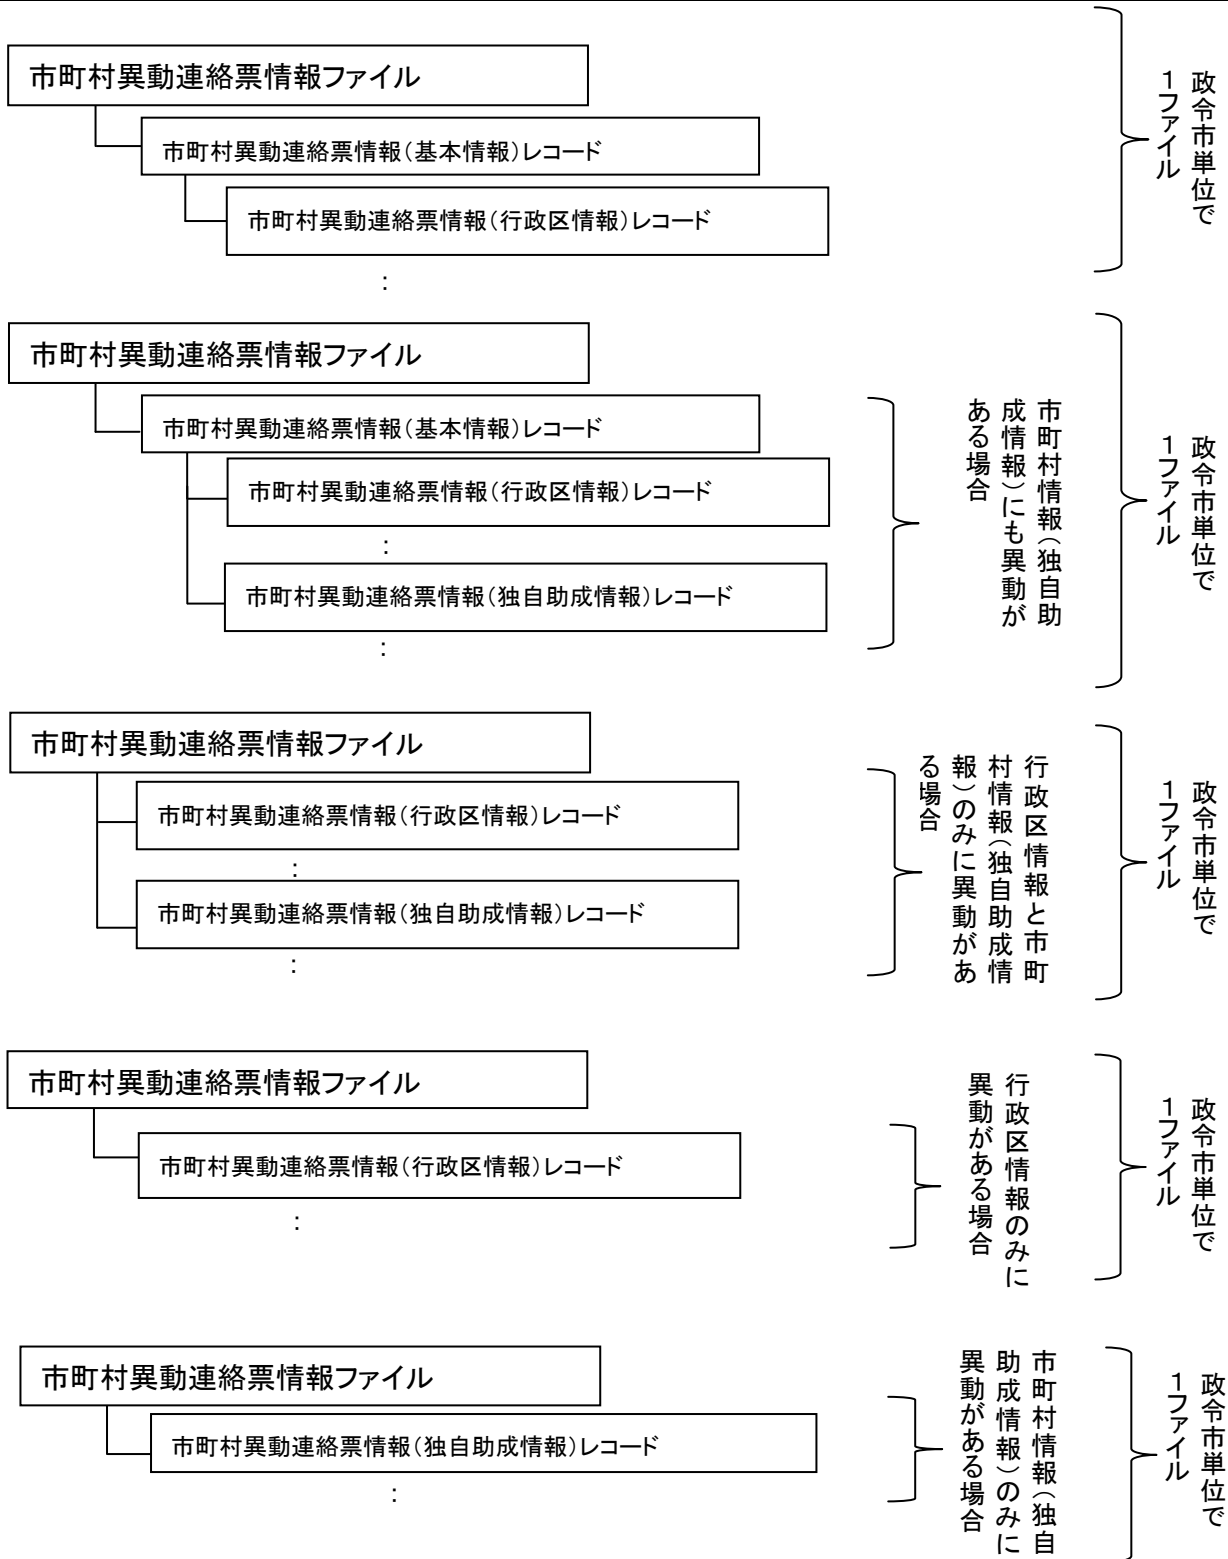 市町村異動連絡票情報ファイル
市町村異動連絡票情報(基本情報)レコード
市町村異動連絡票情報(行政区情報)レコード
:
政令市単位で
1ファイル
市町村異動連絡票情報ファイル
市町村異動連絡票情報(基本情報)レコード
市町村異動連絡票情報(行政区情報)レコード
:
市町村異動連絡票情報(独自助成情報)レコード
:
市町村情報(独自助
成情報)にも異動が
ある場合
政令市単位で
1ファイル
市町村異動連絡票情報ファイル
市町村異動連絡票情報(行政区情報)レコード
:
市町村異動連絡票情報(独自助成情報)レコード
:
行政区情報と市町
村情報(独自助成情
報)のみに異動があ
る場合
政令市単位で
1ファイル
市町村異動連絡票情報ファイル
市町村異動連絡票情報(行政区情報)レコード
:
行政区情報のみに
異動がある場合
政令市単位で
1ファイル
市町村異動連絡票情報ファイル
市町村異動連絡票情報(独自助成情報)レコード
:
市町村情報(独自
助成情報)のみに
異動がある場合
政令市単位で
1ファイル